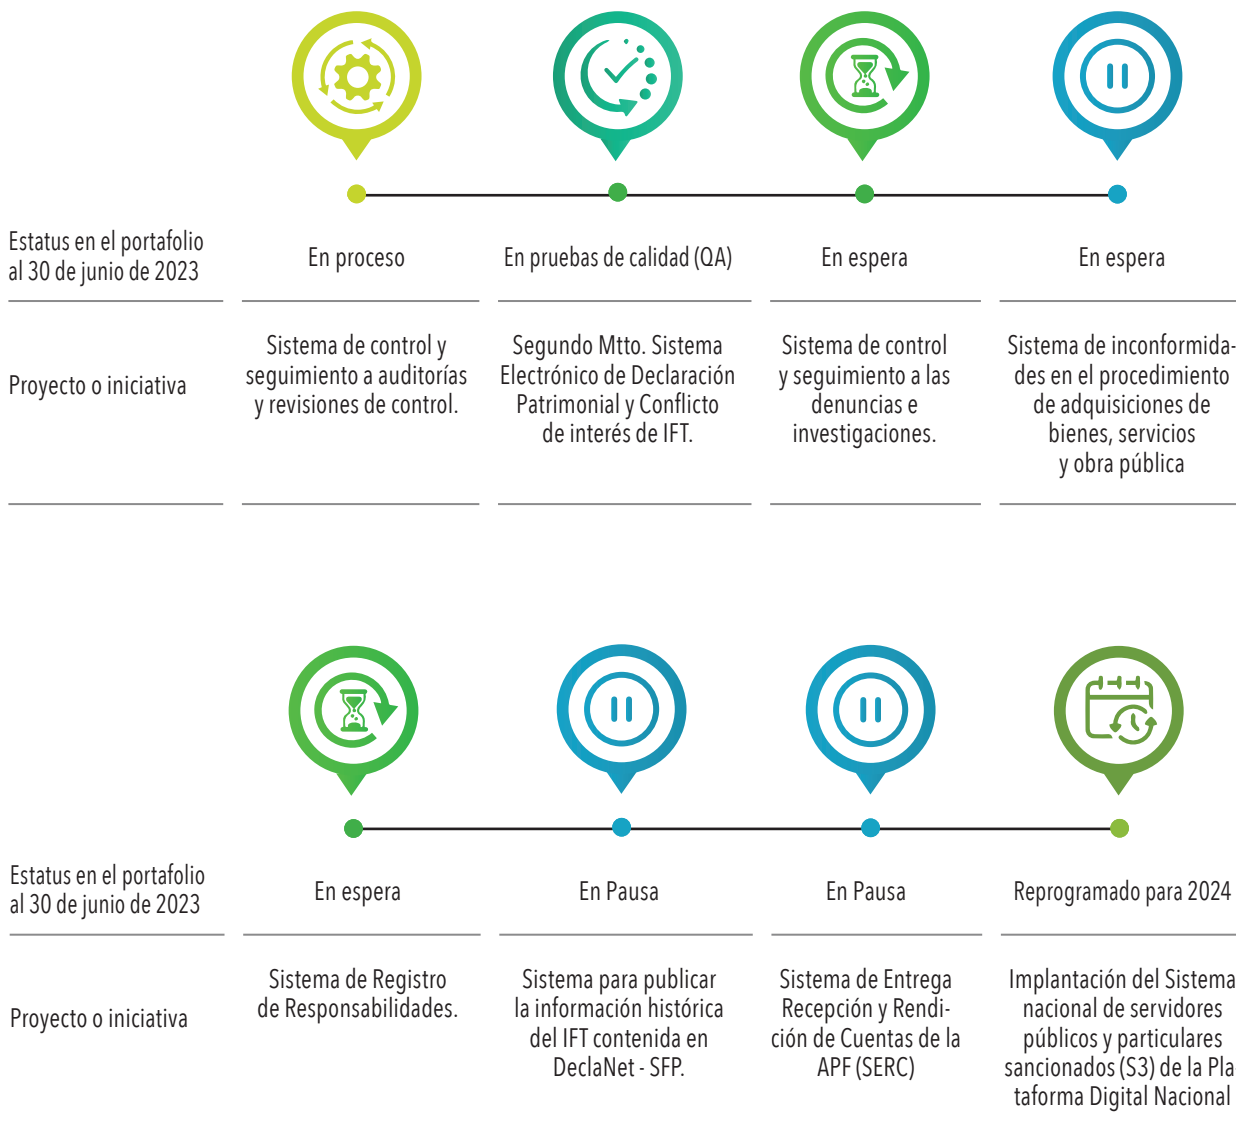 Estatus en el portafolio
al 30 de junio de 2023
En proceso
En pruebas de calidad (QA)
En espera
En espera
Proyecto o iniciativa
Sistema de control y
seguimiento a auditorías
y revisiones de control.
Segundo Mtto. Sistema
Electrónico de Declaración
Patrimonial y Conflicto
de interés de IFT.
Sistema de control
y seguimiento a las
denuncias e
investigaciones.
Sistema de inconformida-
des en el procedimiento
de adquisiciones de
bienes, servicios
y obra pública
Estatus en el portafolio
al 30 de junio de 2023
En espera
En Pausa
En Pausa
Reprogramado para 2024
Proyecto o iniciativa
Sistema de Registro
de Responsabilidades.
Sistema para publicar
la información histórica
del IFT contenida en
DeclaNet - SFP.
Sistema de Entrega
Recepción y Rendi-
ción de Cuentas de la
APF (SERC)
Implantación del Sistema
nacional de servidores
públicos y particulares
sancionados (S3) de la Pla-
taforma Digital Nacional